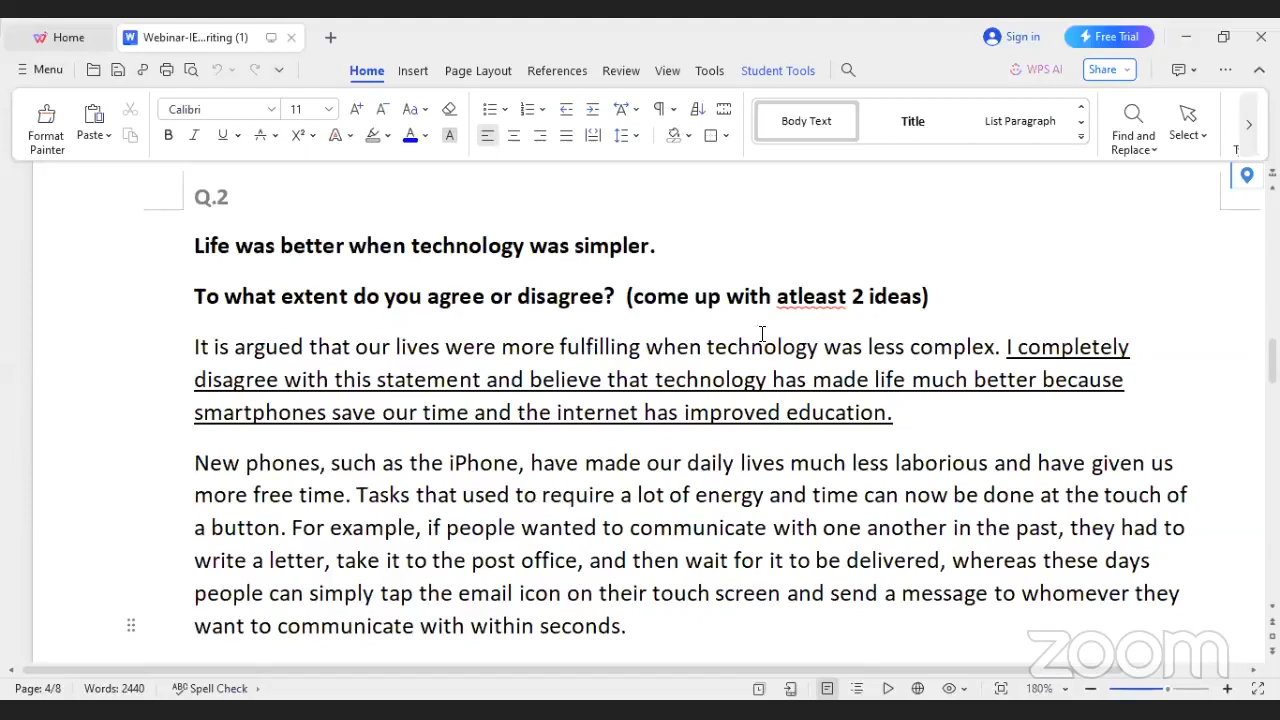 Home
Webinar-IE...riting (1)
Sign in
Free Trial
Menu
Home
Insert
Page Layout
References
Review
View
Tools
Student Tools
WPS AI
Share
Format Painter
Paste
Calibri
11
Body Text
Title
List Paragraph
Find and Replace
Select
Q.2
Life was better when technology was simpler.
To what extent do you agree or disagree? (come up with atleast 2 ideas)
It is argued that our lives were more fulfilling when technology was less complex. I completely
disagree with this statement and believe that technology has made life much better because
smartphones save our time and the internet has improved education.
New phones, such as the iPhone, have made our daily lives much less laborious and have given us
more free time. Tasks that used to require a lot of energy and time can now be done at the touch of
a button. For example, if people wanted to communicate with one another in the past, they had to
write a letter, take it to the post office, and then wait for it to be delivered, whereas these days
people can simply tap the email icon on their touch screen and send a message to whomever they
want to communicate with within seconds.
zoom
Page: 4/8
Words: 2440
Spell Check
180%